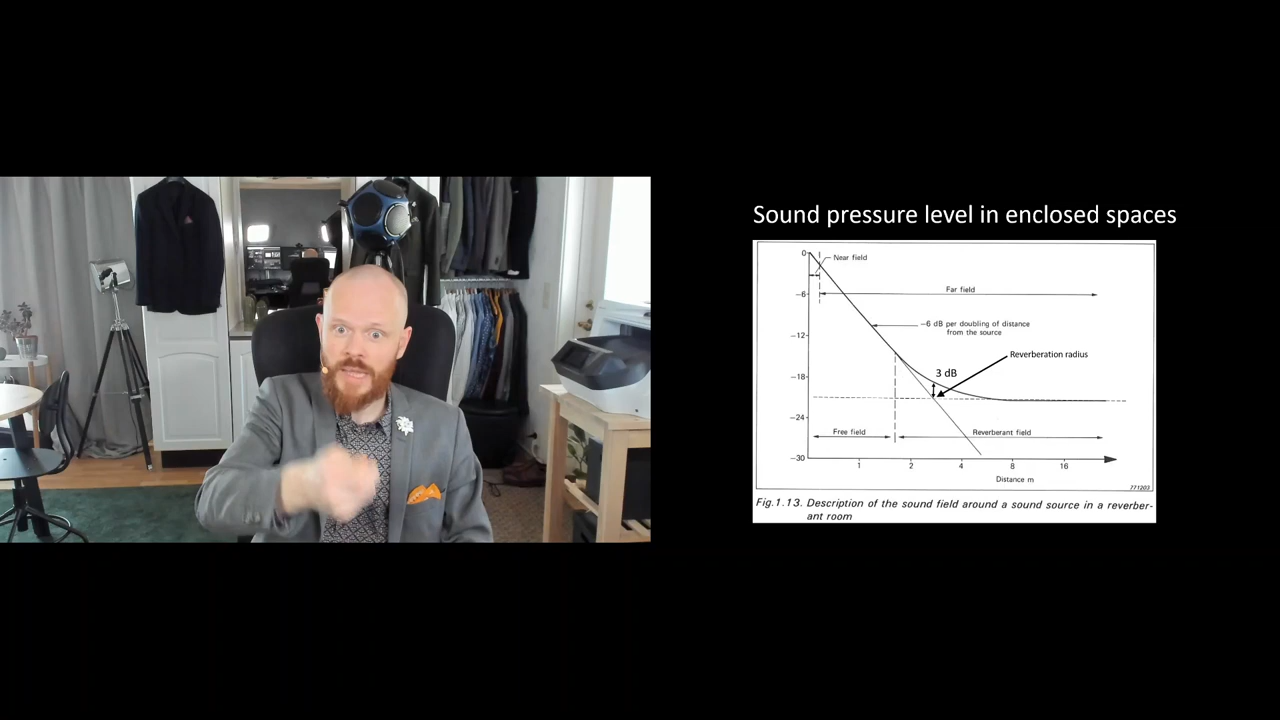 Sound pressure level in enclosed spaces
0
Near field
−6
Far field
−6 dB per doubling of distance
from the source
−12
Reverberation radius
−18
3 dB
−24
Free field
Reverberant field
−30
1 2 4 8 16
Distance m
771203
Fig.1.13. Description of the sound field around a sound source in a reverber-
ant room